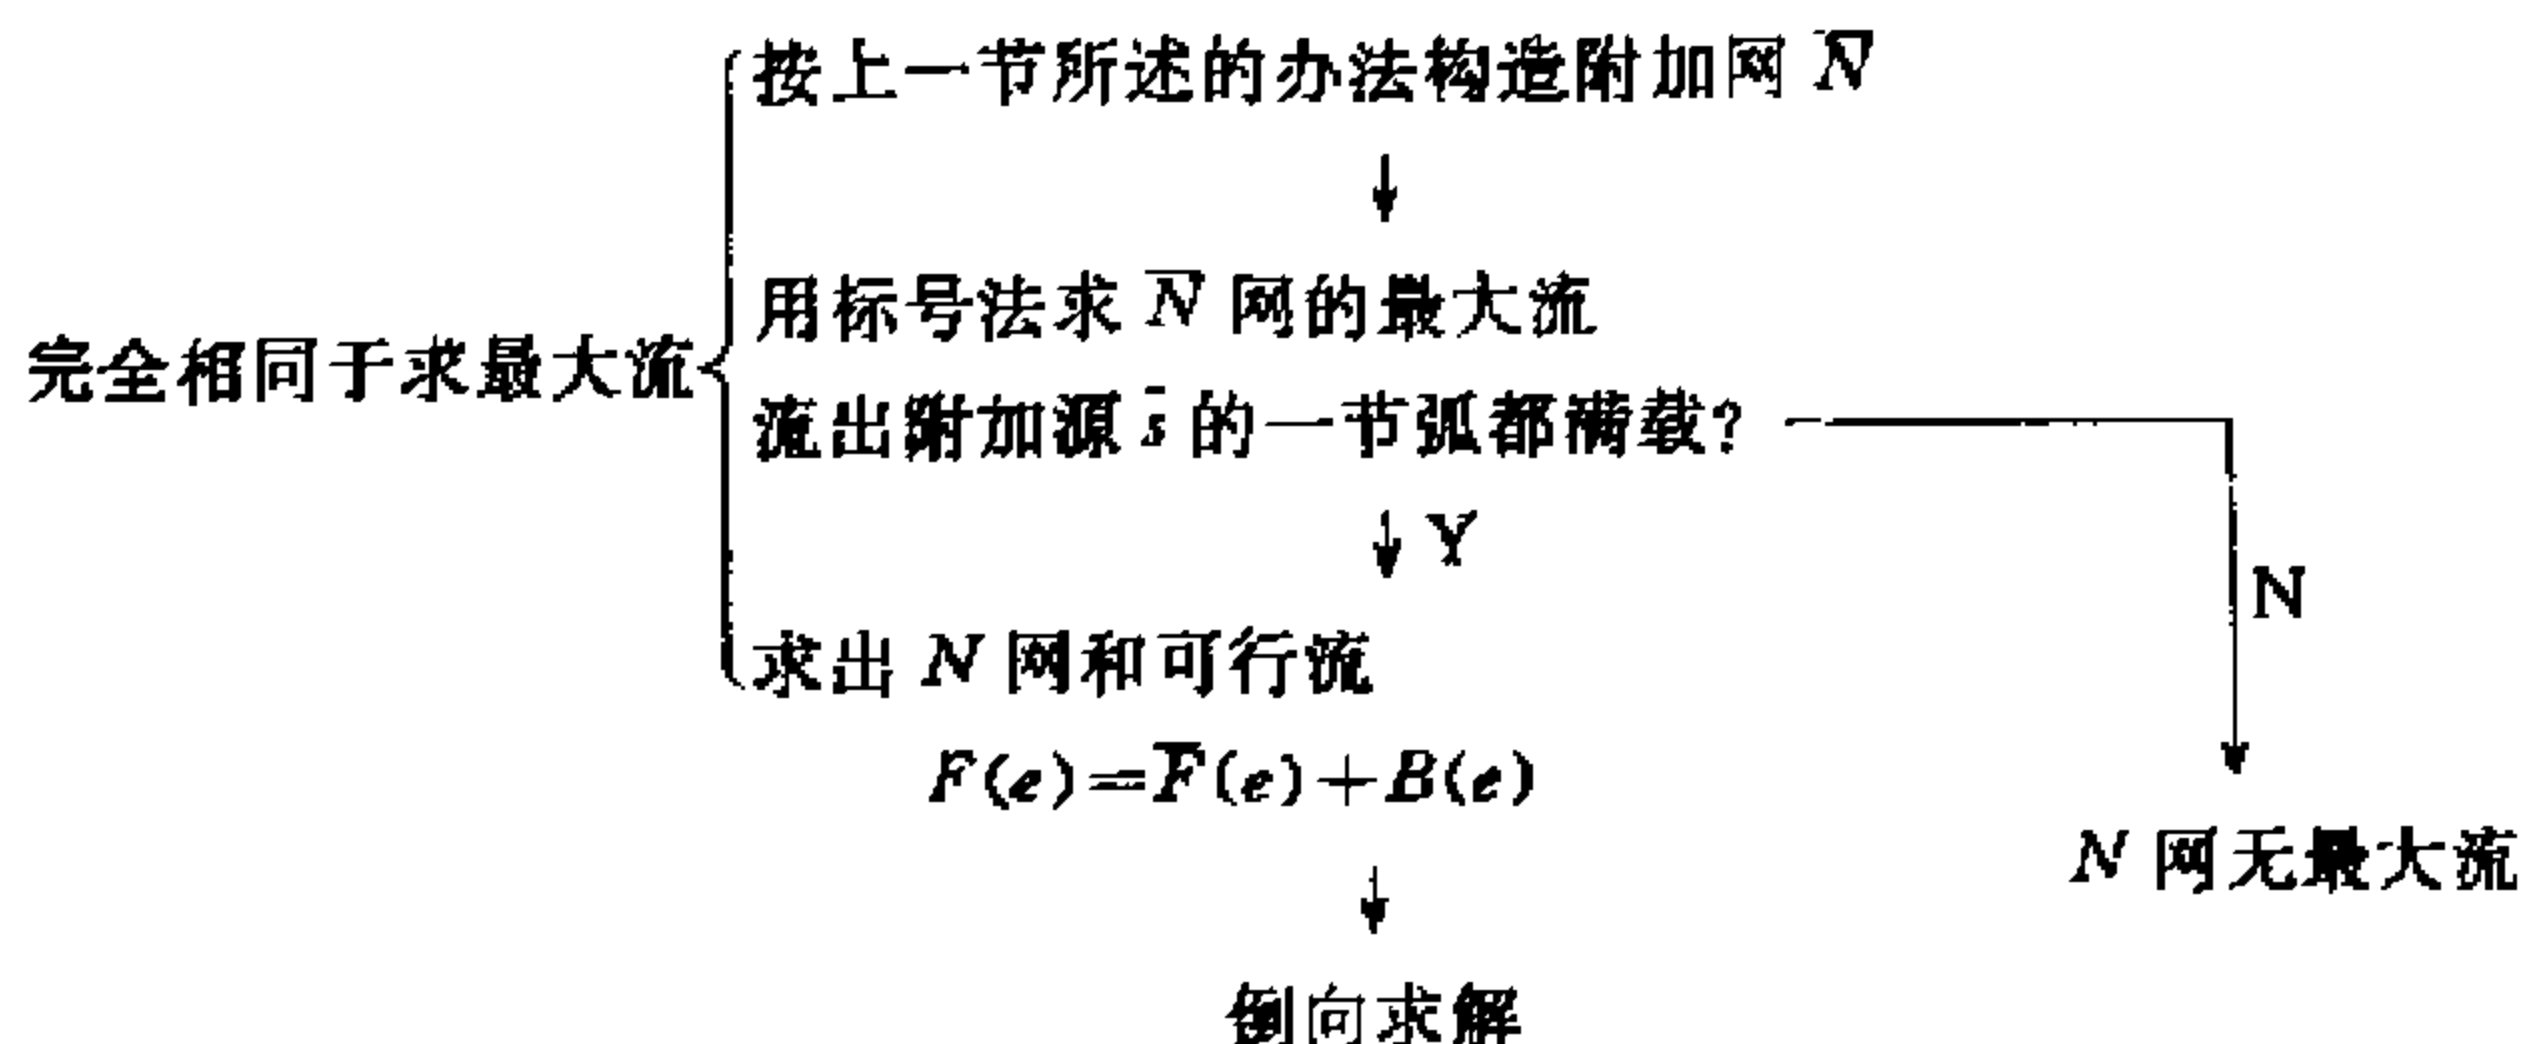 按上一节所述的办法构造附加网 N̅
用标号法求 N̅ 网的最大流
完全相同于求最大流
流出附加源 s̄ 的一节弧都满载?
Y
N
求出 N 网和可行流
F(e)=F̅(e)+B(e)
N 网无最大流
倒向求解